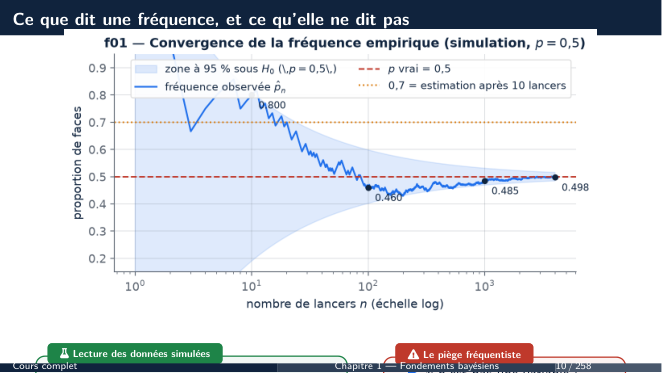 Ce que dit une fréquence, et ce qu'elle ne dit pas
f01 — Convergence de la fréquence empirique (simulation, p = 0,5)
zone à 95 % sous H₀ (\,p = 0,5\,)
fréquence observée p̂ₙ
p vrai = 0,5
0,7 = estimation après 10 lancers
proportion de faces
0.9
0.8
0.7
0.6
0.5
0.4
0.3
0.2
0.800
0.460
0.485
0.498
10⁰
10¹
10²
10³
nombre de lancers n (échelle log)
Lecture des données simulées
Le piège fréquentiste
Cours complet
Chapitre 1 — Fondements bayésiens
10 / 258